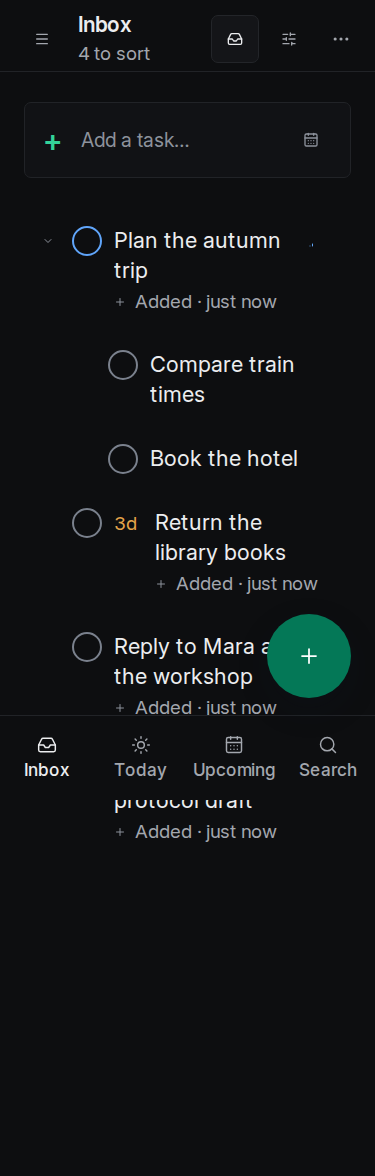 Inbox
4 to sort
Add a task...
Plan the autumn
trip
Added · just now
Compare train
times
Book the hotel
3d Return the
library books
Added · just now
Reply to Mara
the workshop
Added · just now
Inbox Today Upcoming Search
protocol draft
Added · just now